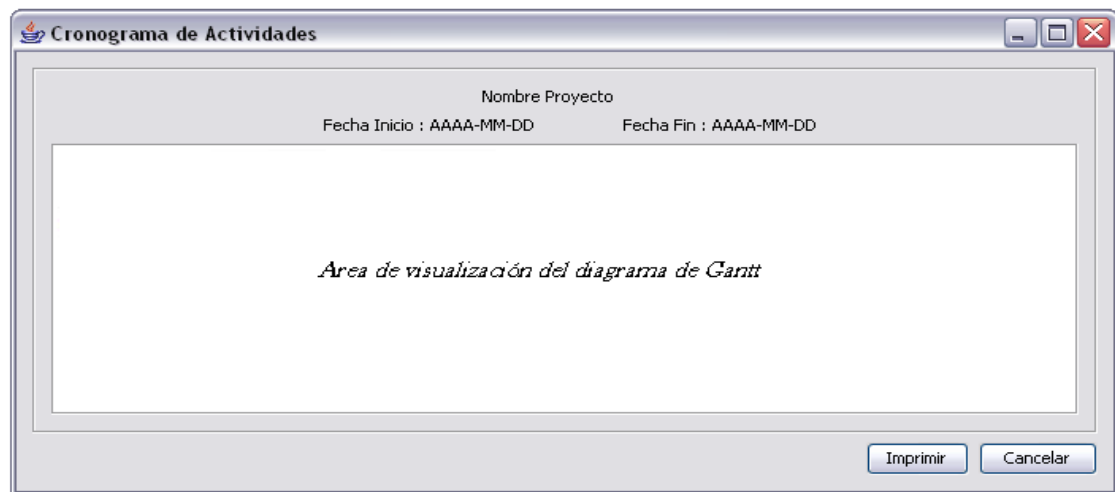 Cronograma de Actividades
Nombre Proyecto
Fecha Inicio : AAAA-MM-DD Fecha Fin : AAAA-MM-DD
Area de visualización del diagrama de Gantt
Imprimir Cancelar